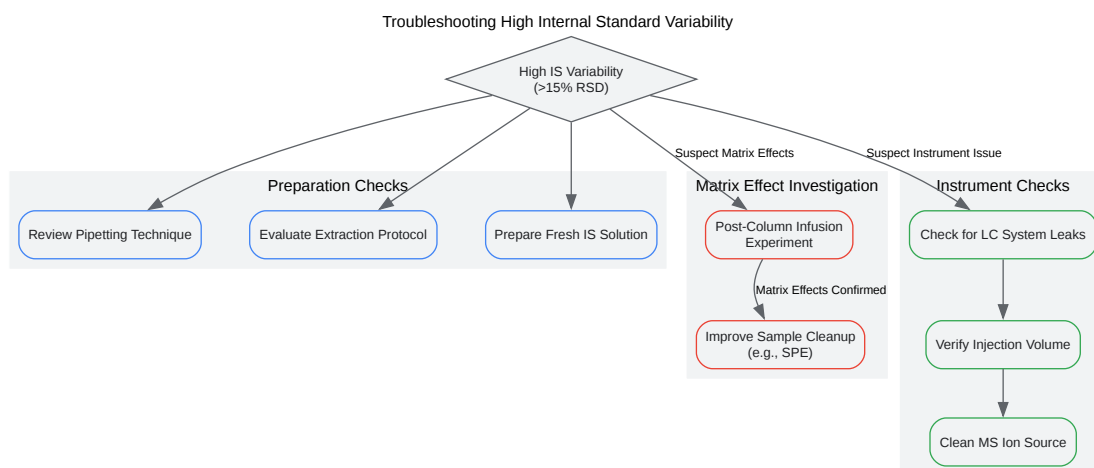 Troubleshooting High Internal Standard Variability
High IS Variability
(>15% RSD)
Suspect Matrix Effects
Suspect Instrument Issue
Preparation Checks
Matrix Effect Investigation
Instrument Checks
Review Pipetting Technique
Evaluate Extraction Protocol
Prepare Fresh IS Solution
Post-Column Infusion
Experiment
Check for LC System Leaks
Matrix Effects Confirmed
Improve Sample Cleanup
(e.g., SPE)
Verify Injection Volume
Clean MS Ion Source